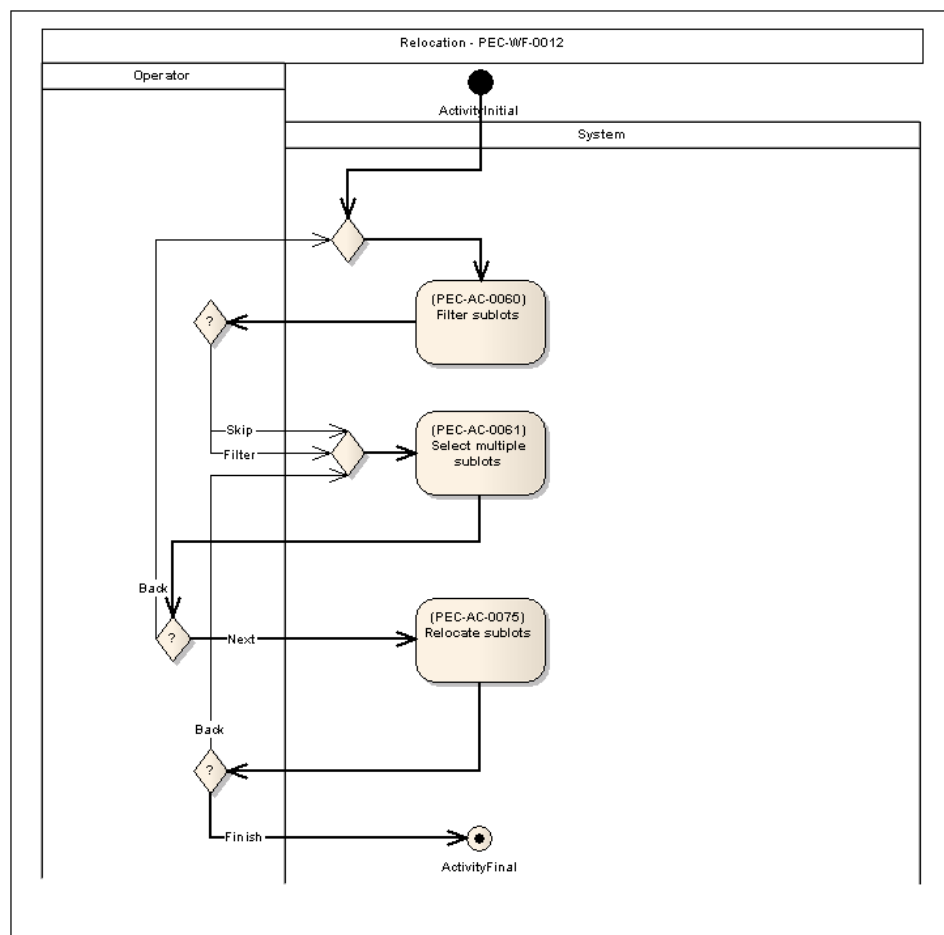 Relocation - PEC-WF-0012
Operator
ActivityInitial
System
(PEC-AC-0060)
Filter sublots
?
Skip
Filter
(PEC-AC-0061)
Select multiple
sublots
Back
?
Next
(PEC-AC-0075)
Relocate sublots
Back
?
Finish
ActivityFinal